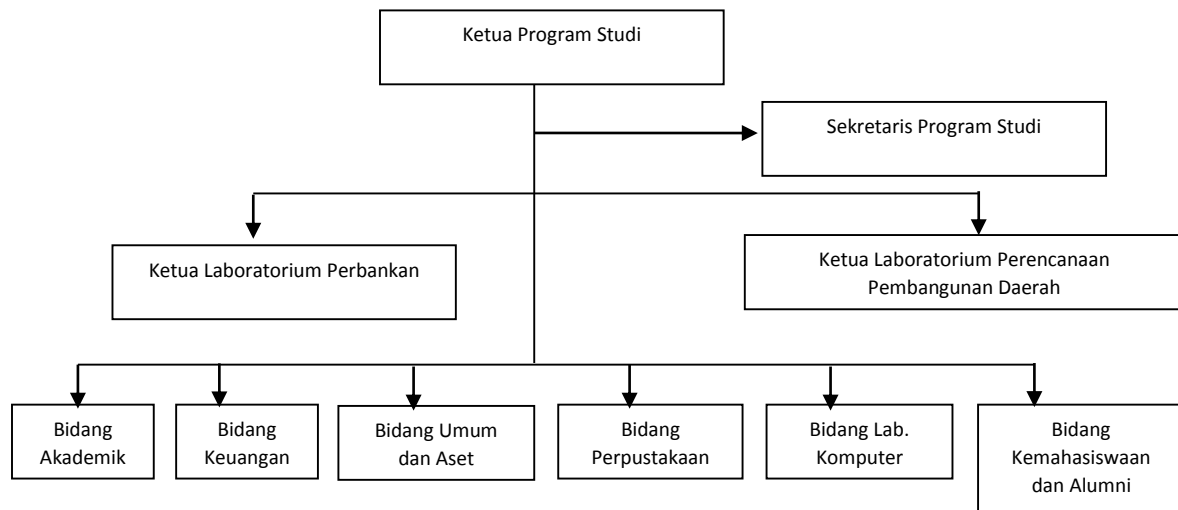 Ketua Program Studi
Sekretaris Program Studi
Ketua Laboratorium Perbankan
Ketua Laboratorium Perencanaan
Pembangunan Daerah
Bidang
Akademik
Bidang
Keuangan
Bidang Umum
dan Aset
Bidang
Perpustakaan
Bidang Lab.
Komputer
Bidang
Kemahasiswaan
dan Alumni